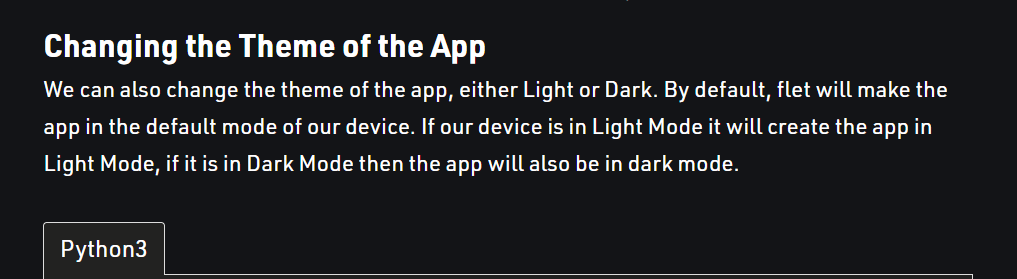 Changing the Theme of the App
We can also change the theme of the app, either Light or Dark. By default, flet will make the
app in the default mode of our device. If our device is in Light Mode it will create the app in
Light Mode, if it is in Dark Mode then the app will also be in dark mode.
Python3